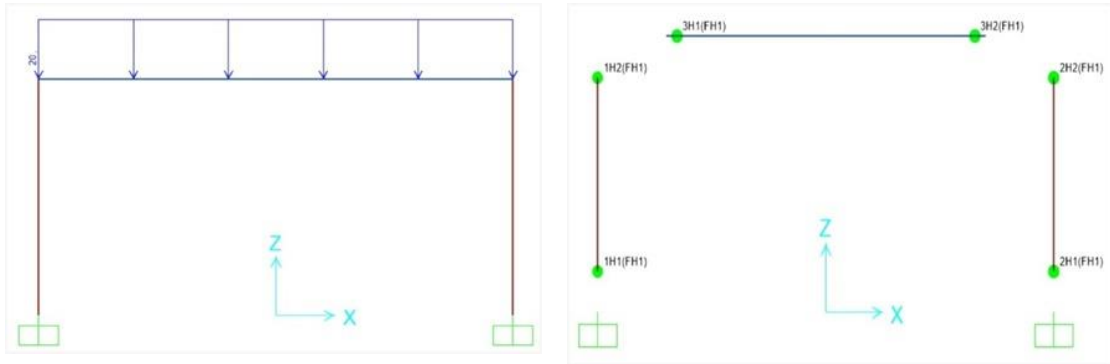 20.
Z
X
3H1(FH1)
3H2(FH1)
1H2(FH1)
2H2(FH1)
Z
X
1H1(FH1)
2H1(FH1)